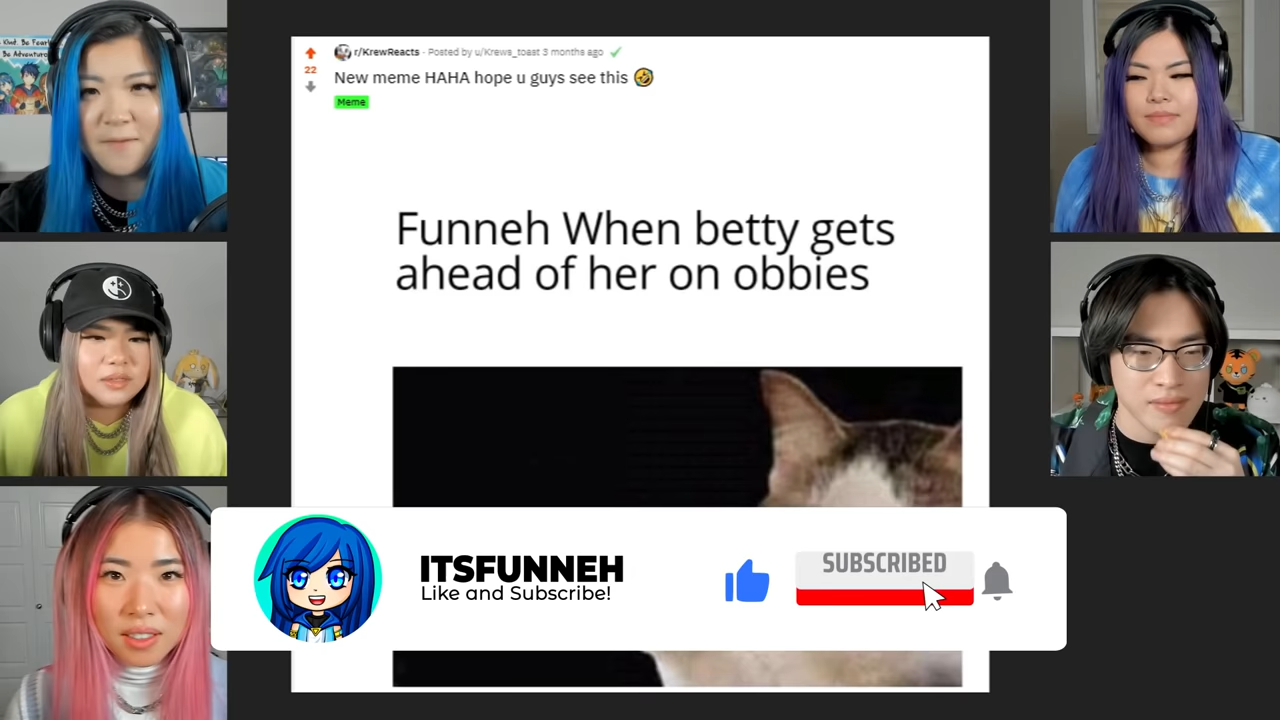 r/KrewReacts · Posted by u/Krews_toast 3 months ago
22
New meme HAHA hope u guys see this 🤣
Meme
Funneh When betty gets
ahead of her on obbies
ITSFUNNEH
Like and Subscribe!
SUBSCRIBED